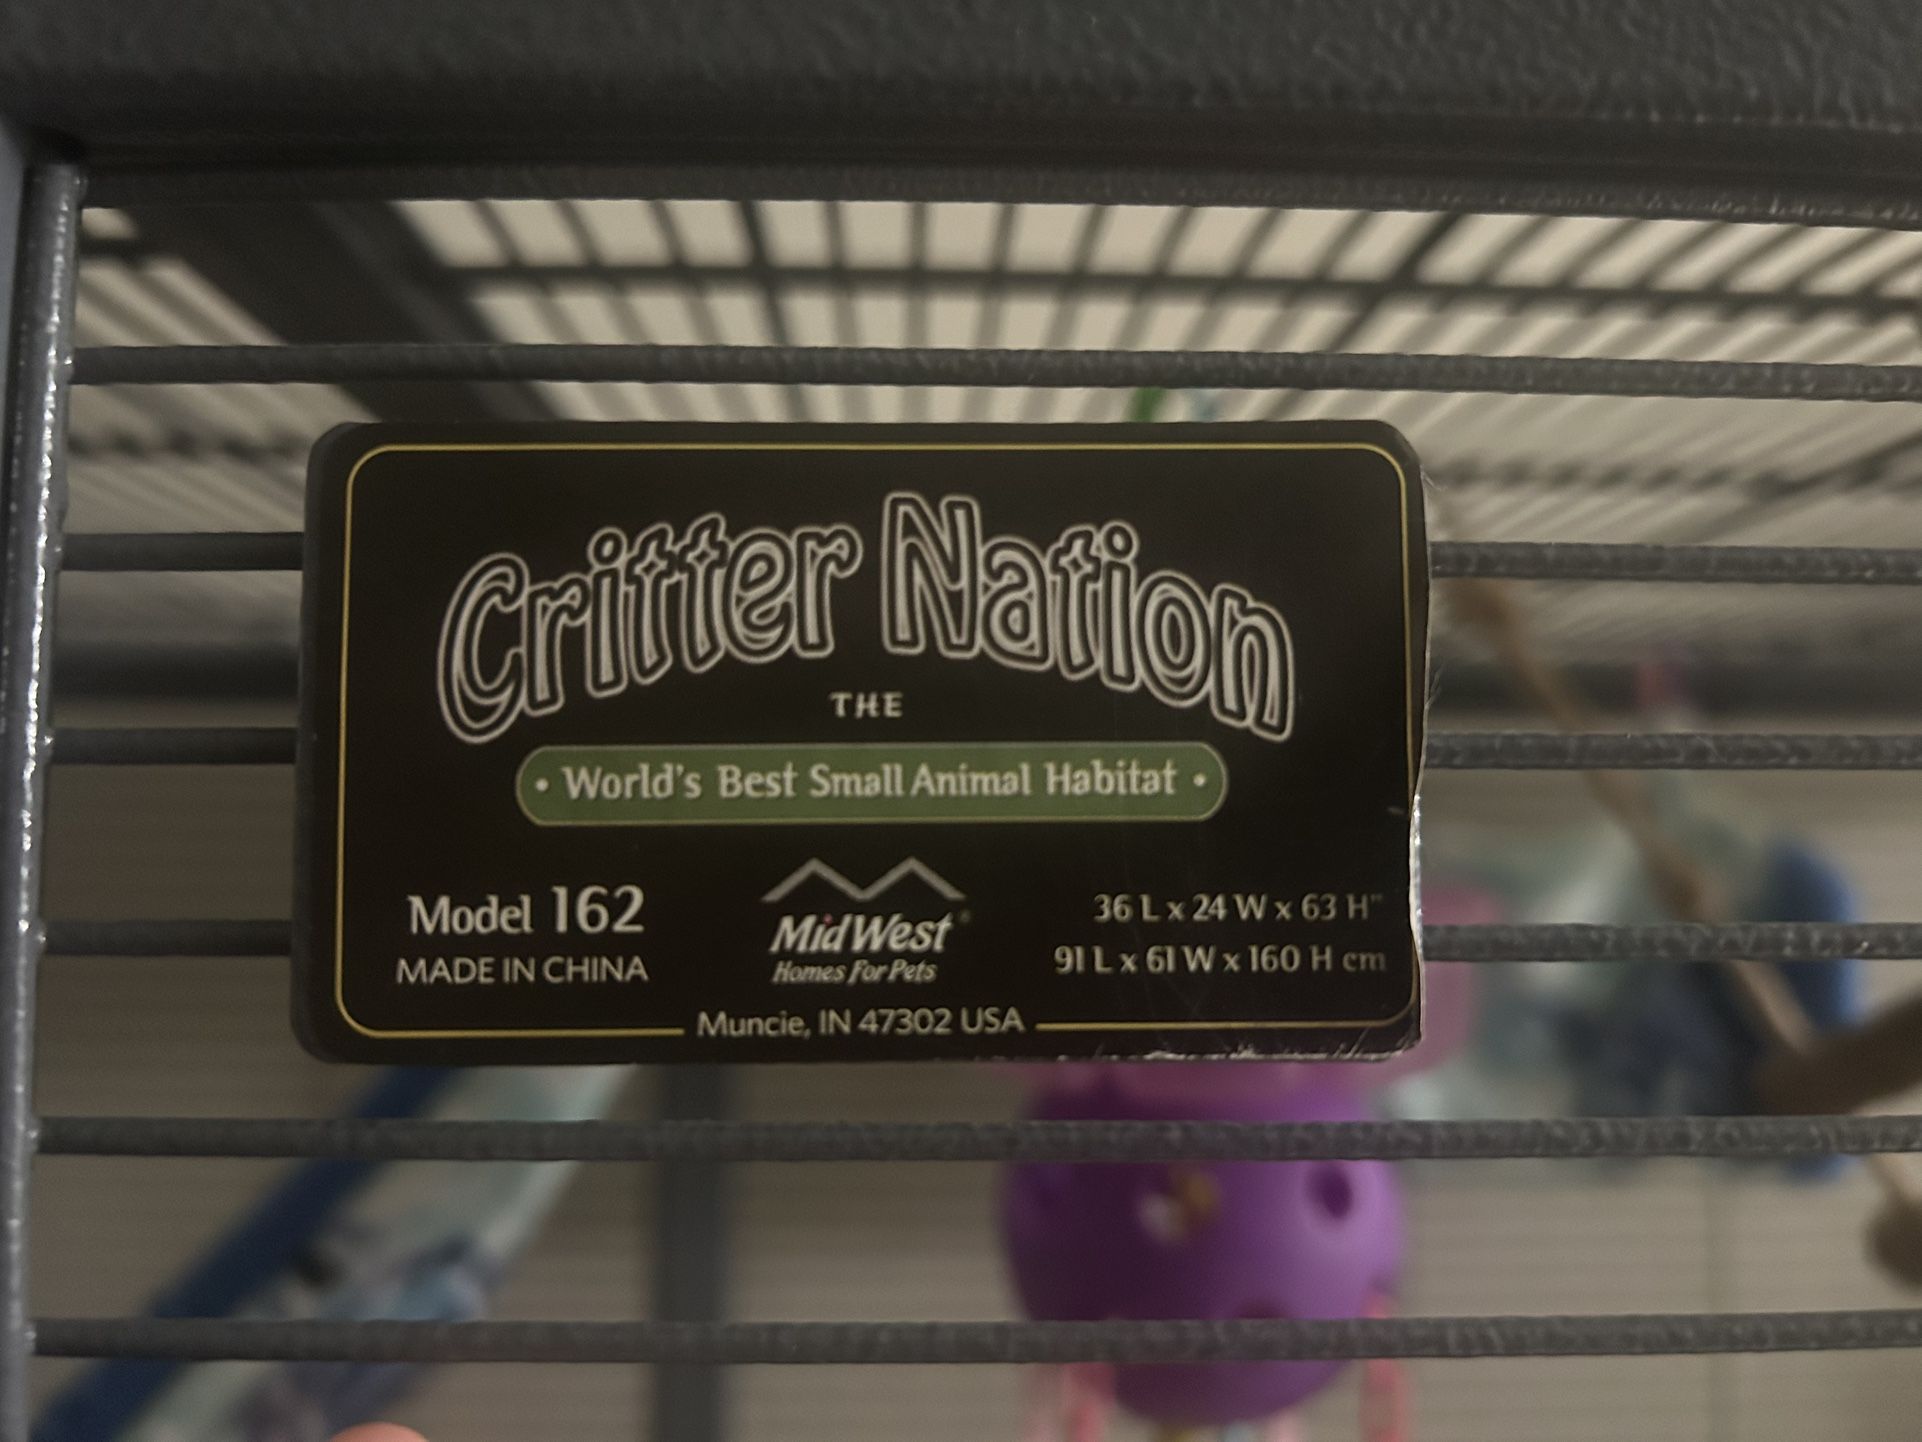 Critter Nation
THE
• World's Best Small Animal Habitat •
Model 162
MADE IN CHINA
MidWest®
Homes For Pets
36 L x 24 W x 63 H"
91 L x 61 W x 160 H cm
Muncie, IN 47302 USA